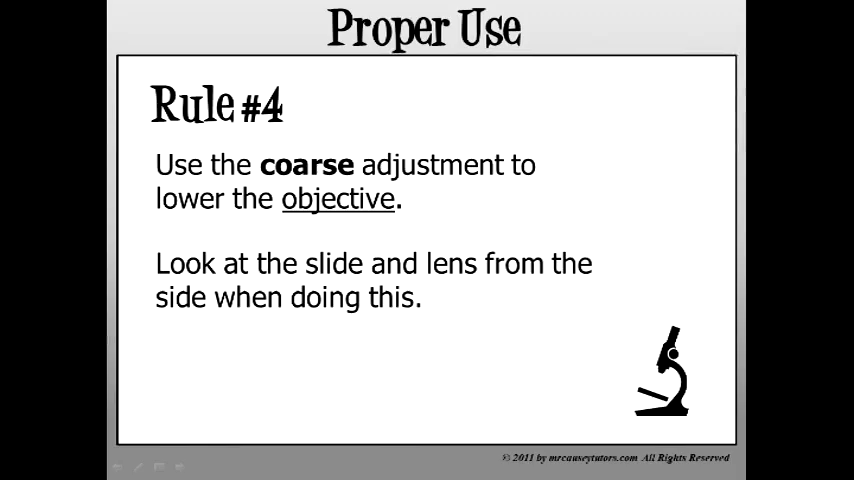 Proper Use
Rule #4
Use the coarse adjustment to
lower the objective.
Look at the slide and lens from the
side when doing this.
© 2011 by mrcauseytutors.com All Rights Reserved